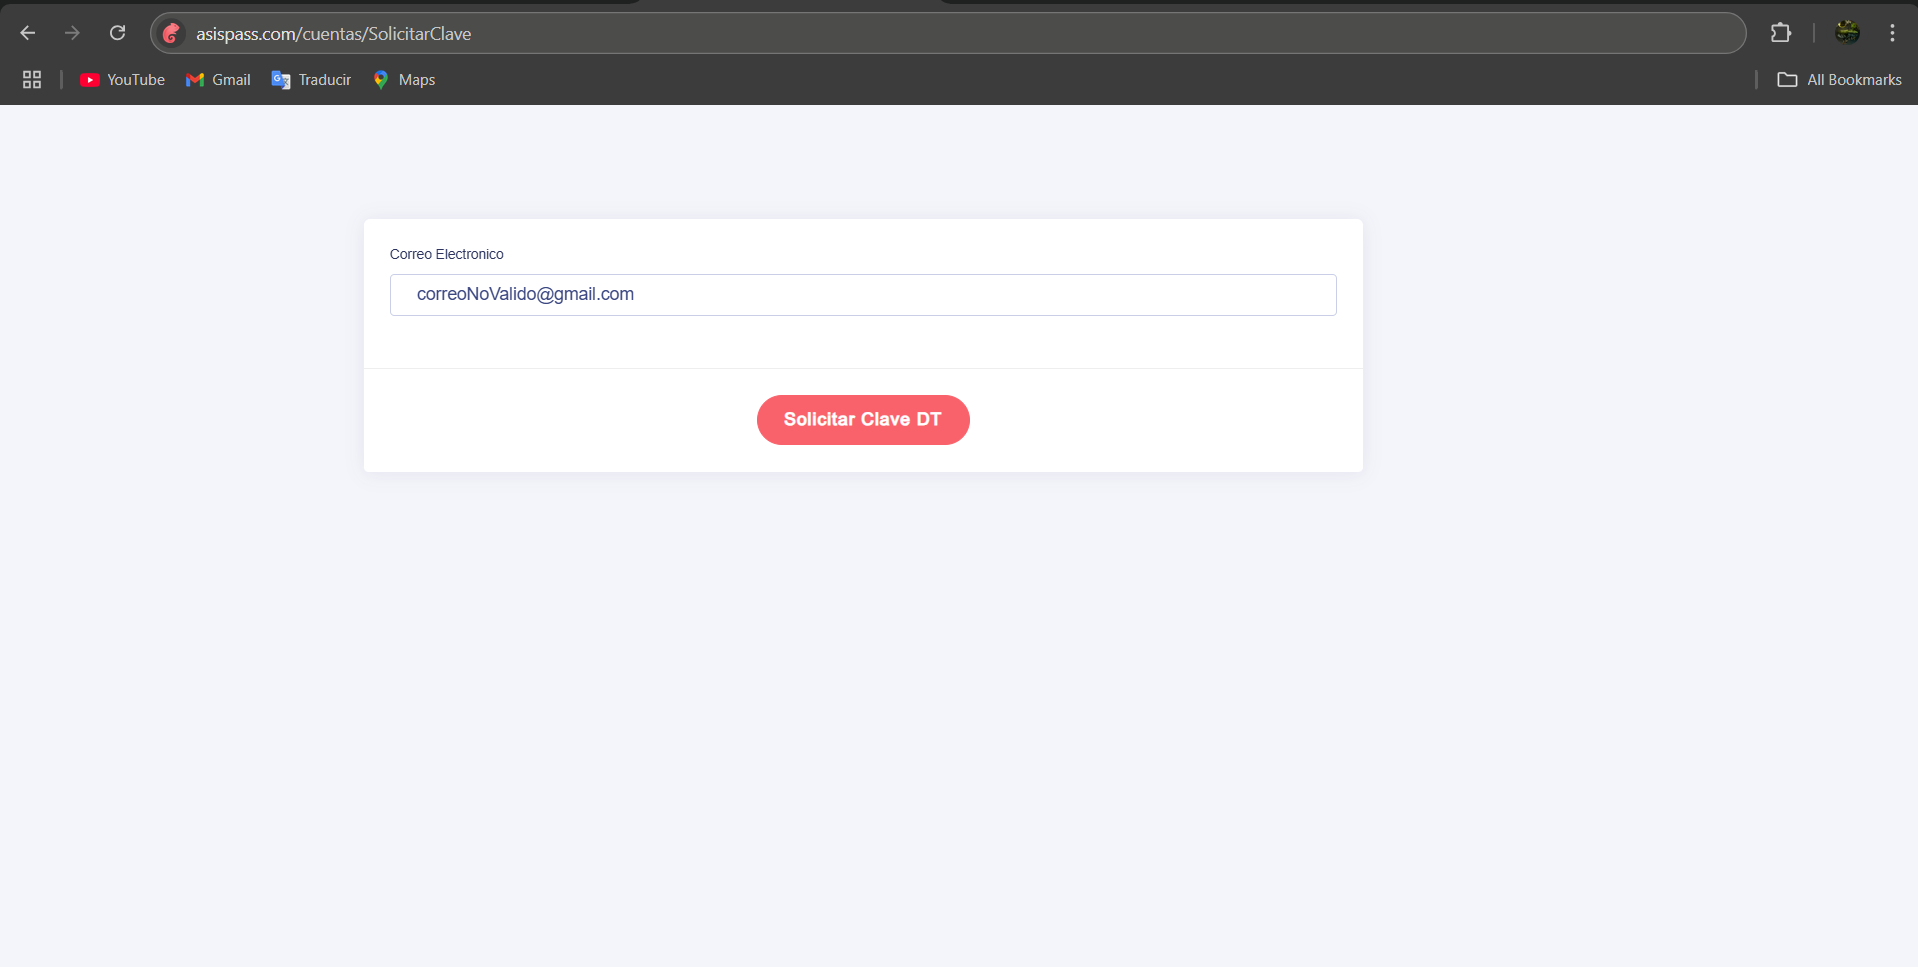 asispass.com/cuentas/SolicitarClave
YouTube Gmail Traducir Maps All Bookmarks
Correo Electronico
correoNoValido@gmail.com
Solicitar Clave DT